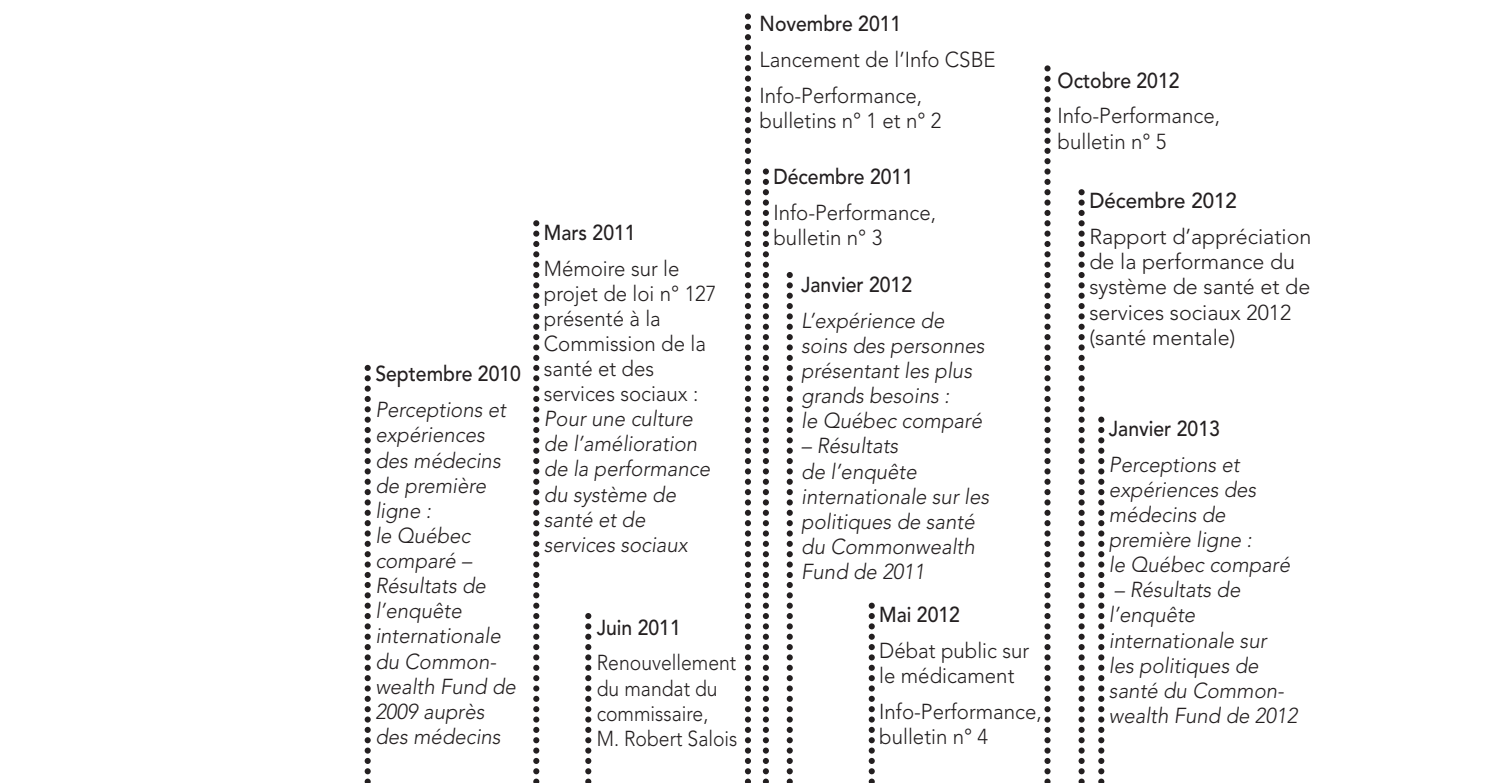 Septembre 2010
Perceptions et
expériences
des médecins
de première
ligne :
le Québec
comparé –
Résultats de
l'enquête
internationale
du Common-
wealth Fund de
2009 auprès
des médecins
Mars 2011
Mémoire sur le
projet de loi n° 127
présenté à la
Commission de la
santé et des
services sociaux :
Pour une culture
de l'amélioration
de la performance
du système de
santé et de
services sociaux
Juin 2011
Renouvellement
du mandat du
commissaire,
M. Robert Salois
Novembre 2011
Lancement de l'Info CSBE
Info-Performance,
bulletins n° 1 et n° 2
Décembre 2011
Info-Performance,
bulletin n° 3
Janvier 2012
L'expérience de
soins des personnes
présentant les plus
grands besoins :
le Québec comparé
– Résultats
de l'enquête
internationale sur les
politiques de santé
du Commonwealth
Fund de 2011
Mai 2012
Débat public sur
le médicament
Info-Performance,
bulletin n° 4
Octobre 2012
Info-Performance,
bulletin n° 5
Décembre 2012
Rapport d'appréciation
de la performance du
système de santé et de
services sociaux 2012
(santé mentale)
Janvier 2013
Perceptions et
expériences des
médecins de
première ligne :
le Québec comparé
– Résultats de
l'enquête
internationale sur
les politiques de
santé du Common-
wealth Fund de 2012